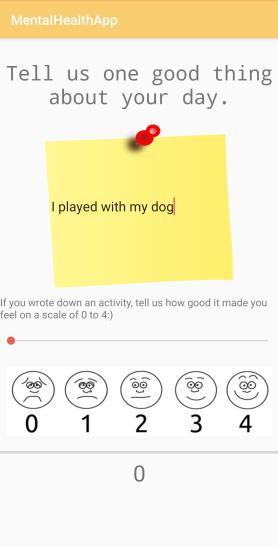 MentalHealthApp
Tell us one good thing
about your day.
I played with my dog
If you wrote down an activity, tell us how good it made you
feel on a scale of 0 to 4:)
0 1 2 3 4
0